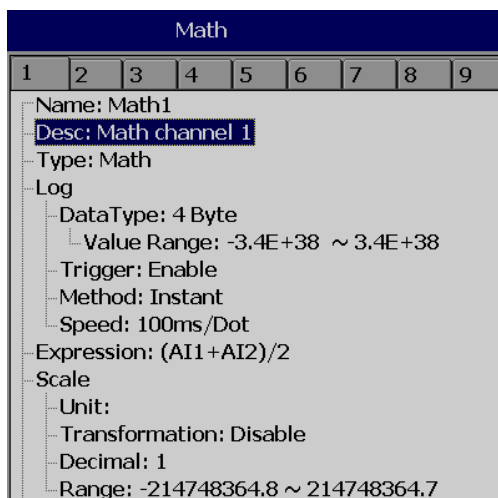 Math
1 2 3 4 5 6 7 8 9
Name: Math1
Desc: Math channel 1
Type: Math
Log
DataType: 4 Byte
Value Range: -3.4E+38 ~ 3.4E+38
Trigger: Enable
Method: Instant
Speed: 100ms/Dot
Expression: (AI1+AI2)/2
Scale
Unit:
Transformation: Disable
Decimal: 1
Range: -214748364.8 ~ 214748364.7